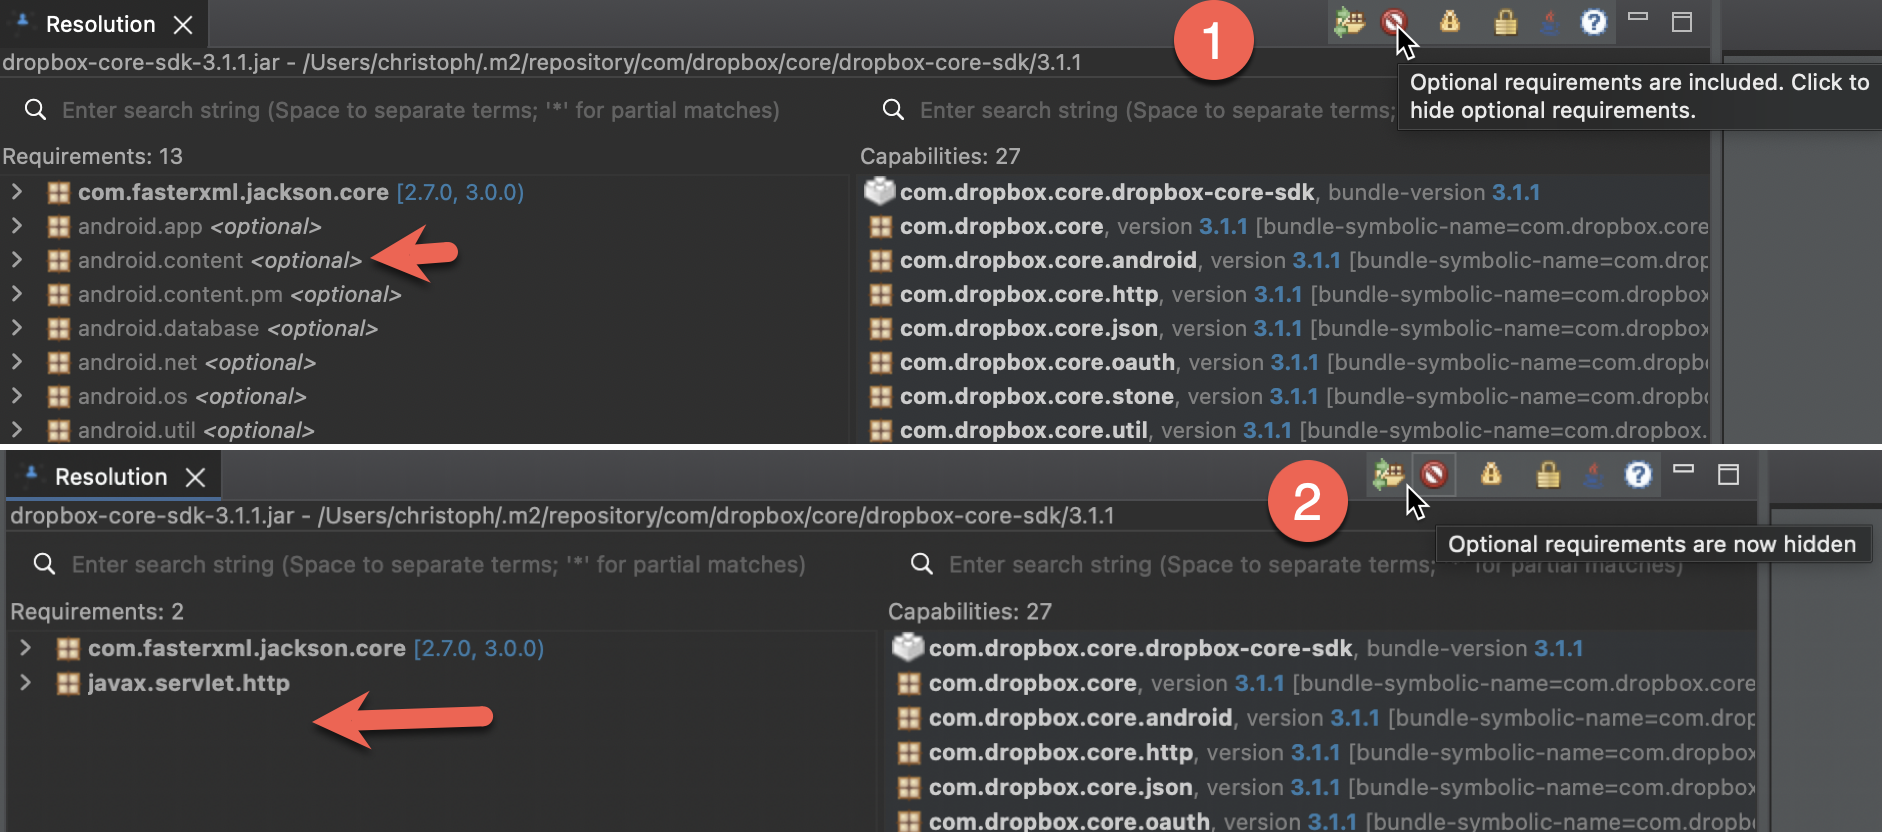 Resolution
1
dropbox-core-sdk-3.1.1.jar - /Users/christoph/.m2/repository/com/dropbox/core/dropbox-core-sdk/3.1.1
Optional requirements are included. Click to
hide optional requirements.
Enter search string (Space to separate terms; '*' for partial matches)
Enter search string (Space to separate terms;
Requirements: 13
com.fasterxml.jackson.core [2.7.0, 3.0.0)
android.app <optional>
android.content <optional>
android.content.pm <optional>
android.database <optional>
android.net <optional>
android.os <optional>
android.util <optional>
Capabilities: 27
com.dropbox.core.dropbox-core-sdk, bundle-version 3.1.1
com.dropbox.core, version 3.1.1 [bundle-symbolic-name=com.dropbox.core
com.dropbox.core.android, version 3.1.1 [bundle-symbolic-name=com.drop
com.dropbox.core.http, version 3.1.1 [bundle-symbolic-name=com.dropbox
com.dropbox.core.json, version 3.1.1 [bundle-symbolic-name=com.dropbox
com.dropbox.core.oauth, version 3.1.1 [bundle-symbolic-name=com.dropbo
com.dropbox.core.stone, version 3.1.1 [bundle-symbolic-name=com.dropbo
com.dropbox.core.util, version 3.1.1 [bundle-symbolic-name=com.dropbox.
Resolution
2
dropbox-core-sdk-3.1.1.jar - /Users/christoph/.m2/repository/com/dropbox/core/dropbox-core-sdk/3.1.1
Optional requirements are now hidden
Enter search string (Space to separate terms; '*' for partial matches)
Enter search string (Space to separate terms; '*' for partial matches)
Requirements: 2
com.fasterxml.jackson.core [2.7.0, 3.0.0)
javax.servlet.http
Capabilities: 27
com.dropbox.core.dropbox-core-sdk, bundle-version 3.1.1
com.dropbox.core, version 3.1.1 [bundle-symbolic-name=com.dropbox.core
com.dropbox.core.android, version 3.1.1 [bundle-symbolic-name=com.drop
com.dropbox.core.http, version 3.1.1 [bundle-symbolic-name=com.dropbox
com.dropbox.core.json, version 3.1.1 [bundle-symbolic-name=com.dropbox
com.dropbox.core.oauth, version 3.1.1 [bundle-symbolic-name=com.dropbo